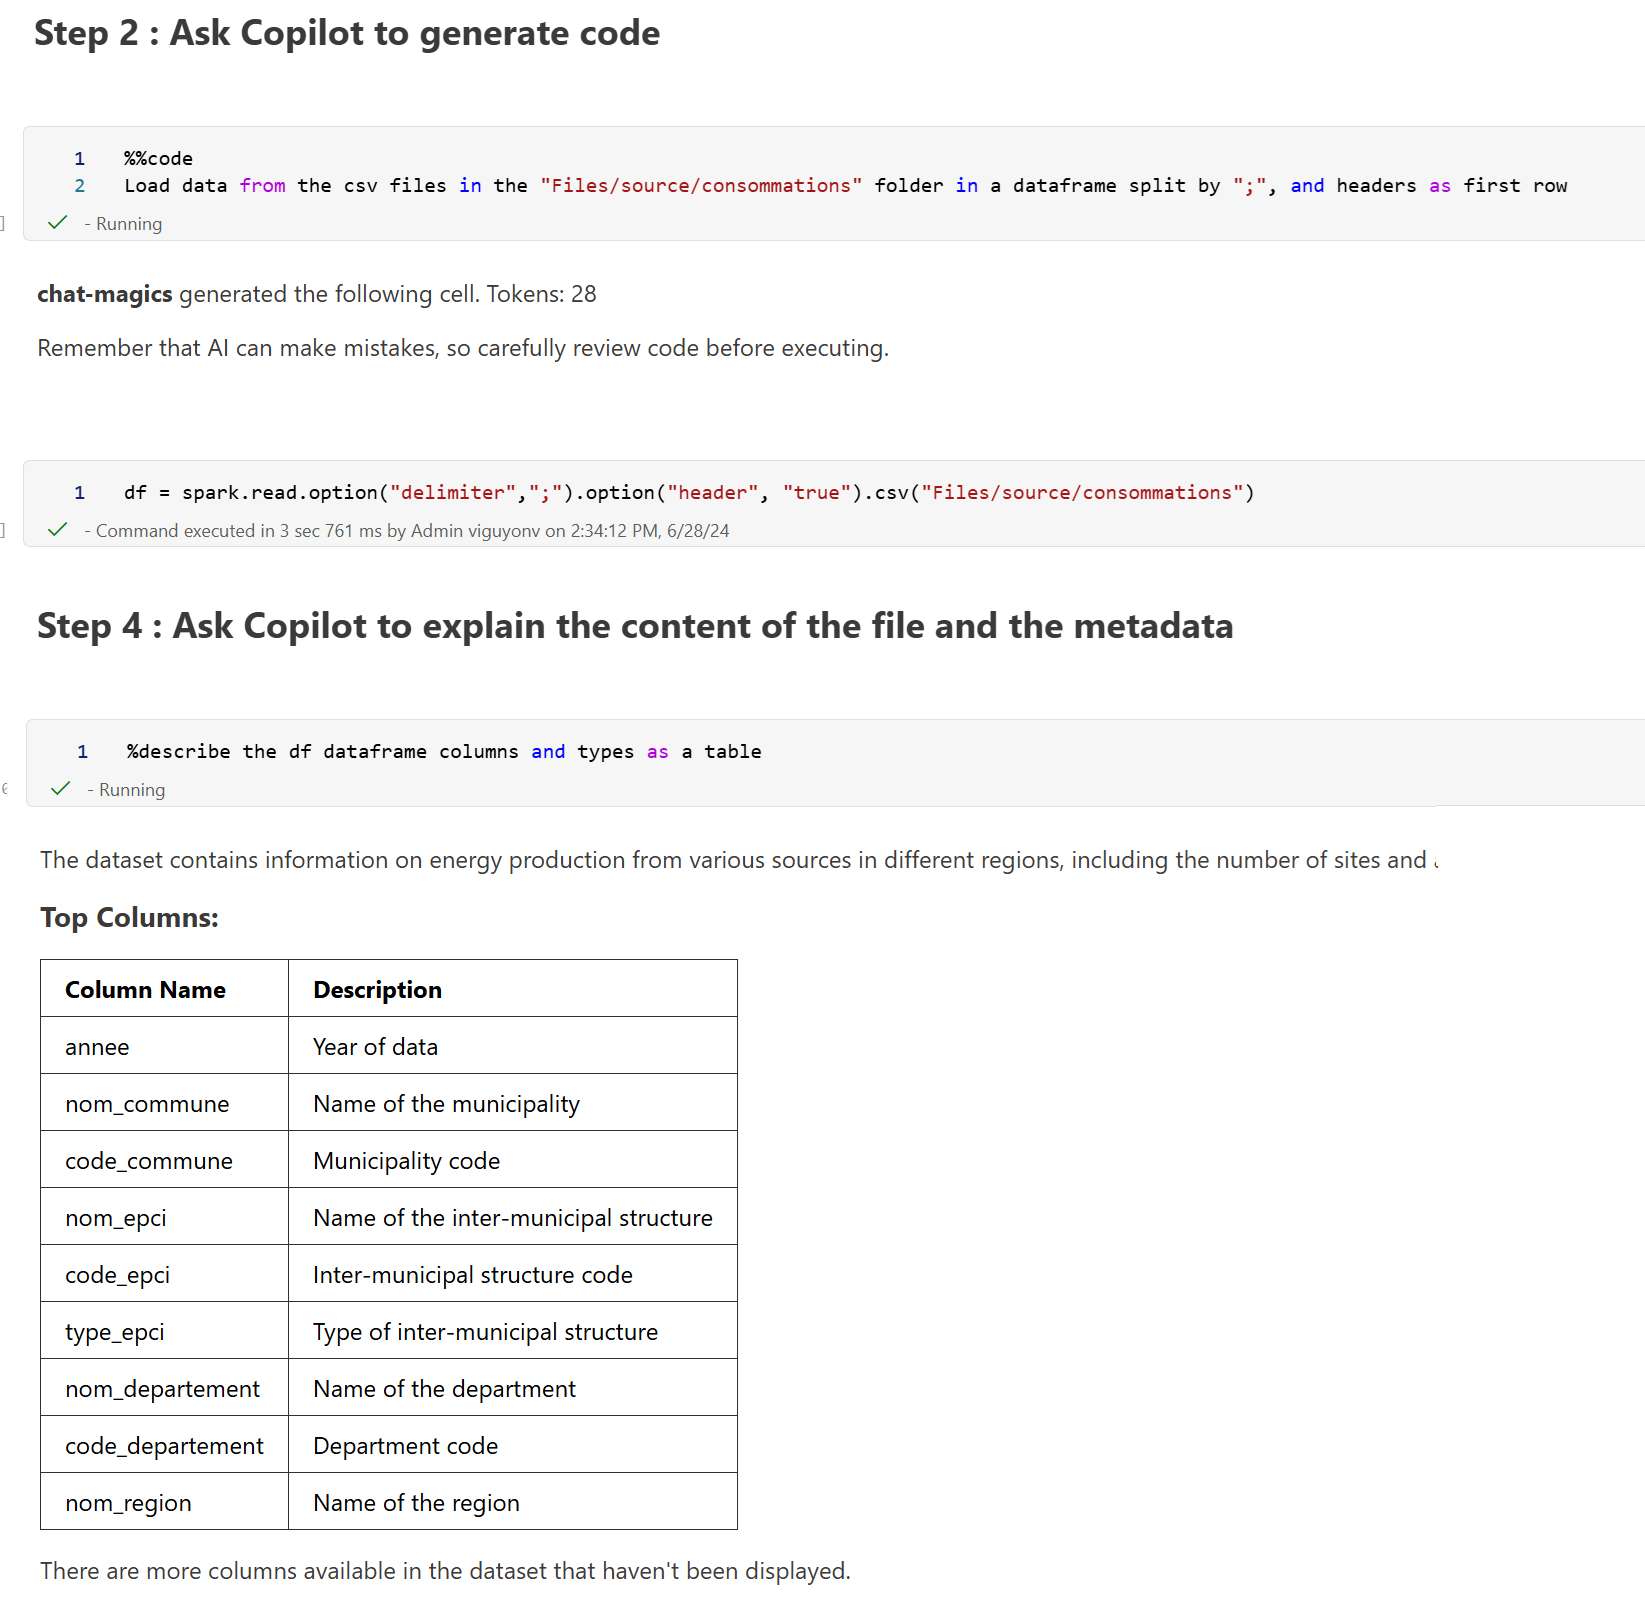 Step 2 : Ask Copilot to generate code
1 %%code
2 Load data from the csv files in the "Files/source/consommations" folder in a dataframe split by ";", and headers as first row
- Running
chat-magics generated the following cell. Tokens: 28
Remember that AI can make mistakes, so carefully review code before executing.
1 df = spark.read.option("delimiter",";").option("header", "true").csv("Files/source/consommations")
- Command executed in 3 sec 761 ms by Admin viguyonv on 2:34:12 PM, 6/28/24
Step 4 : Ask Copilot to explain the content of the file and the metadata
1 %describe the df dataframe columns and types as a table
- Running
The dataset contains information on energy production from various sources in different regions, including the number of sites and
Top Columns:
Column Name Description
annee Year of data
nom_commune Name of the municipality
code_commune Municipality code
nom_epci Name of the inter-municipal structure
code_epci Inter-municipal structure code
type_epci Type of inter-municipal structure
nom_departement Name of the department
code_departement Department code
nom_region Name of the region
There are more columns available in the dataset that haven't been displayed.